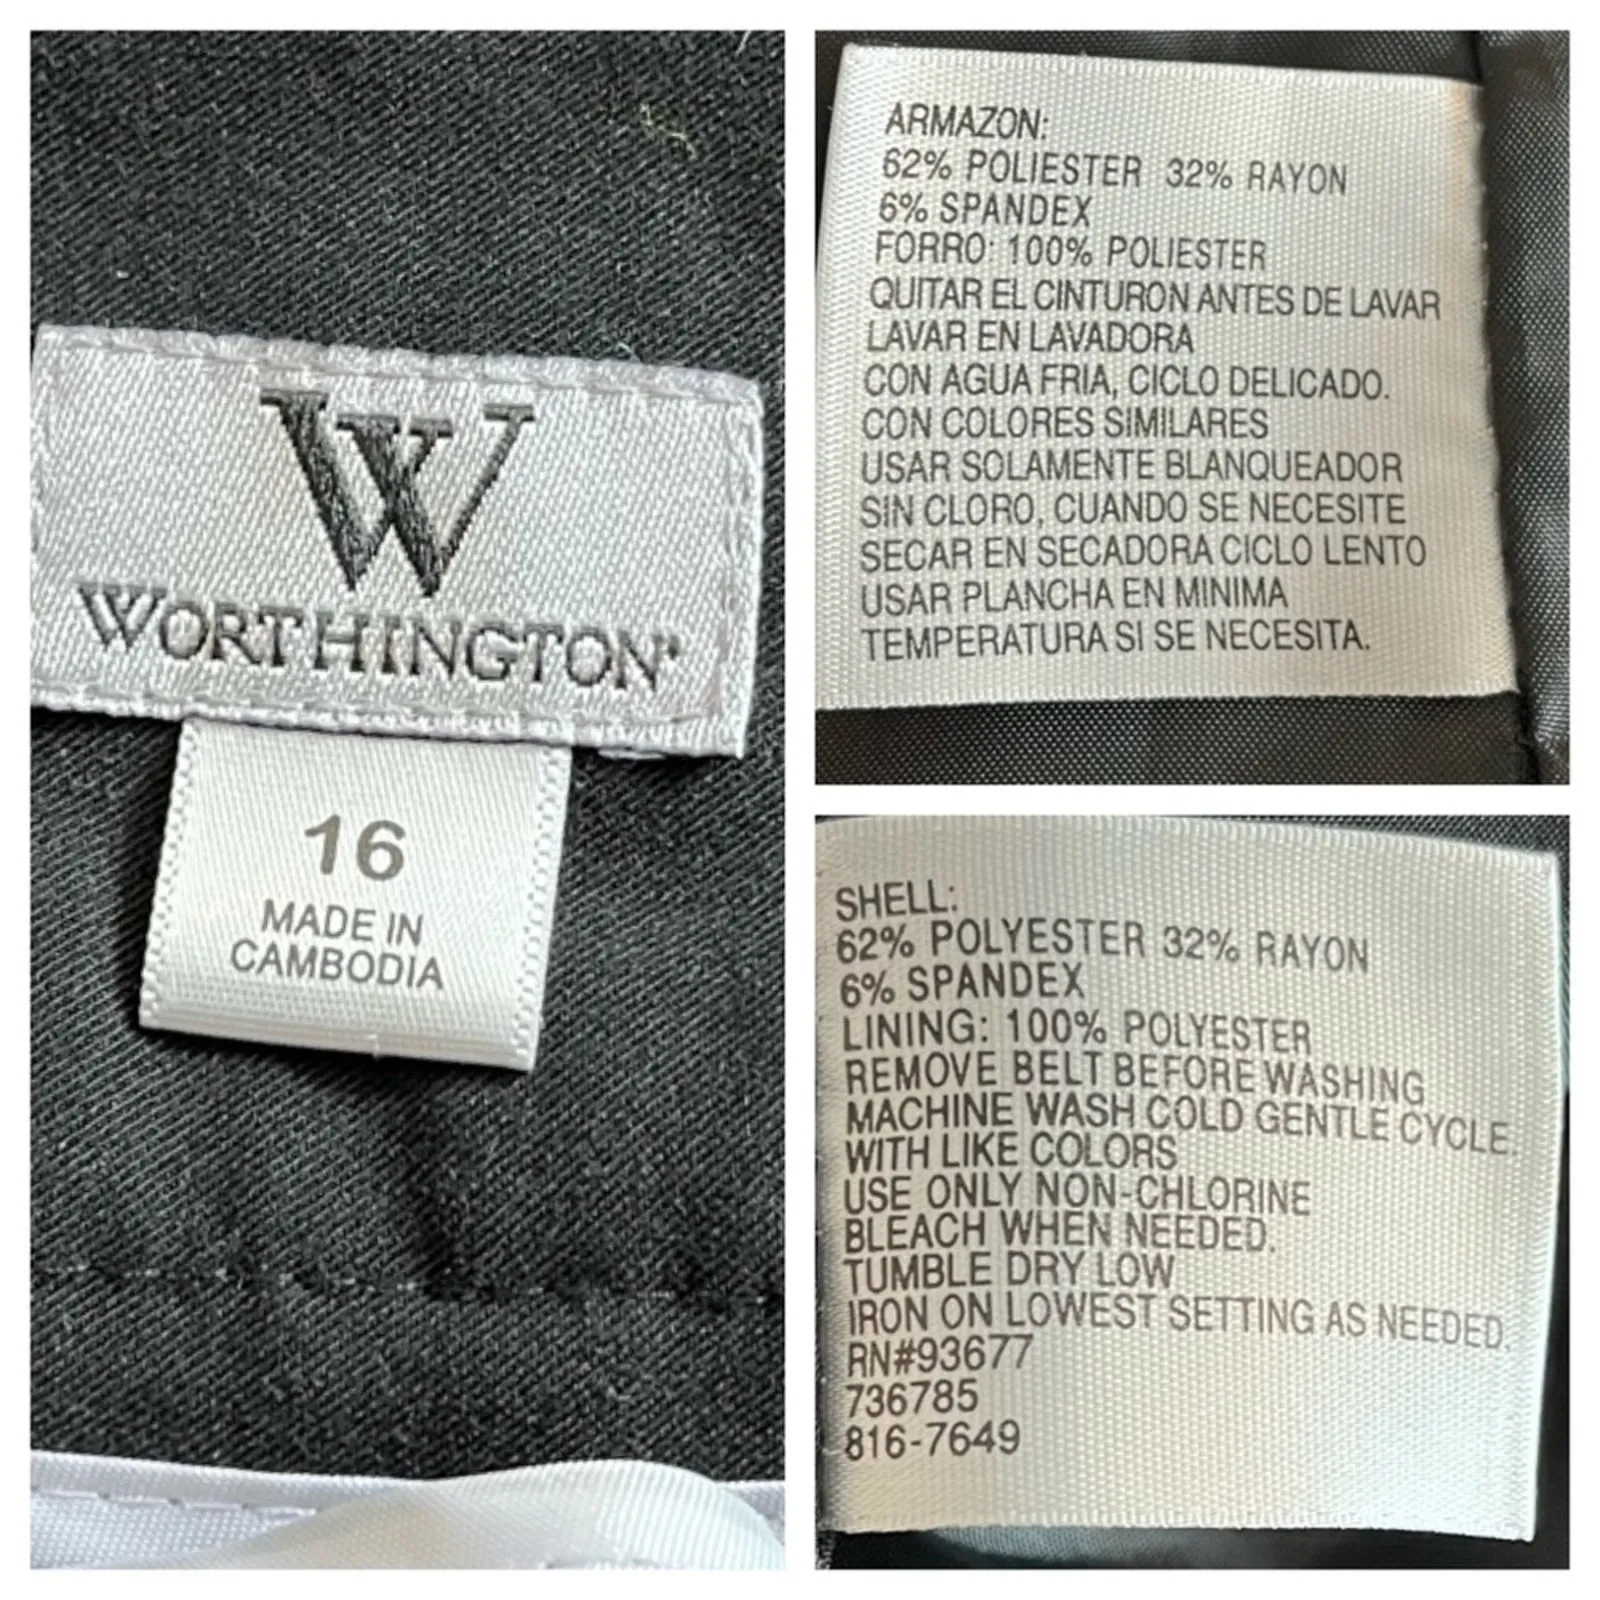 W
WORTHINGTON®
16
MADE IN
CAMBODIA
ARMAZON:
62% POLIESTER 32% RAYON
6% SPANDEX
FORRO: 100% POLIESTER
QUITAR EL CINTURON ANTES DE LAVAR
LAVAR EN LAVADORA
CON AGUA FRIA, CICLO DELICADO.
CON COLORES SIMILARES
USAR SOLAMENTE BLANQUEADOR
SIN CLORO, CUANDO SE NECESITE
SECAR EN SECADORA CICLO LENTO
USAR PLANCHA EN MINIMA
TEMPERATURA SI SE NECESITA.
SHELL:
62% POLYESTER 32% RAYON
6% SPANDEX
LINING: 100% POLYESTER
REMOVE BELT BEFORE WASHING
MACHINE WASH COLD GENTLE CYCLE.
WITH LIKE COLORS
USE ONLY NON-CHLORINE
BLEACH WHEN NEEDED.
TUMBLE DRY LOW
IRON ON LOWEST SETTING AS NEEDED.
RN#93677
736785
816-7649